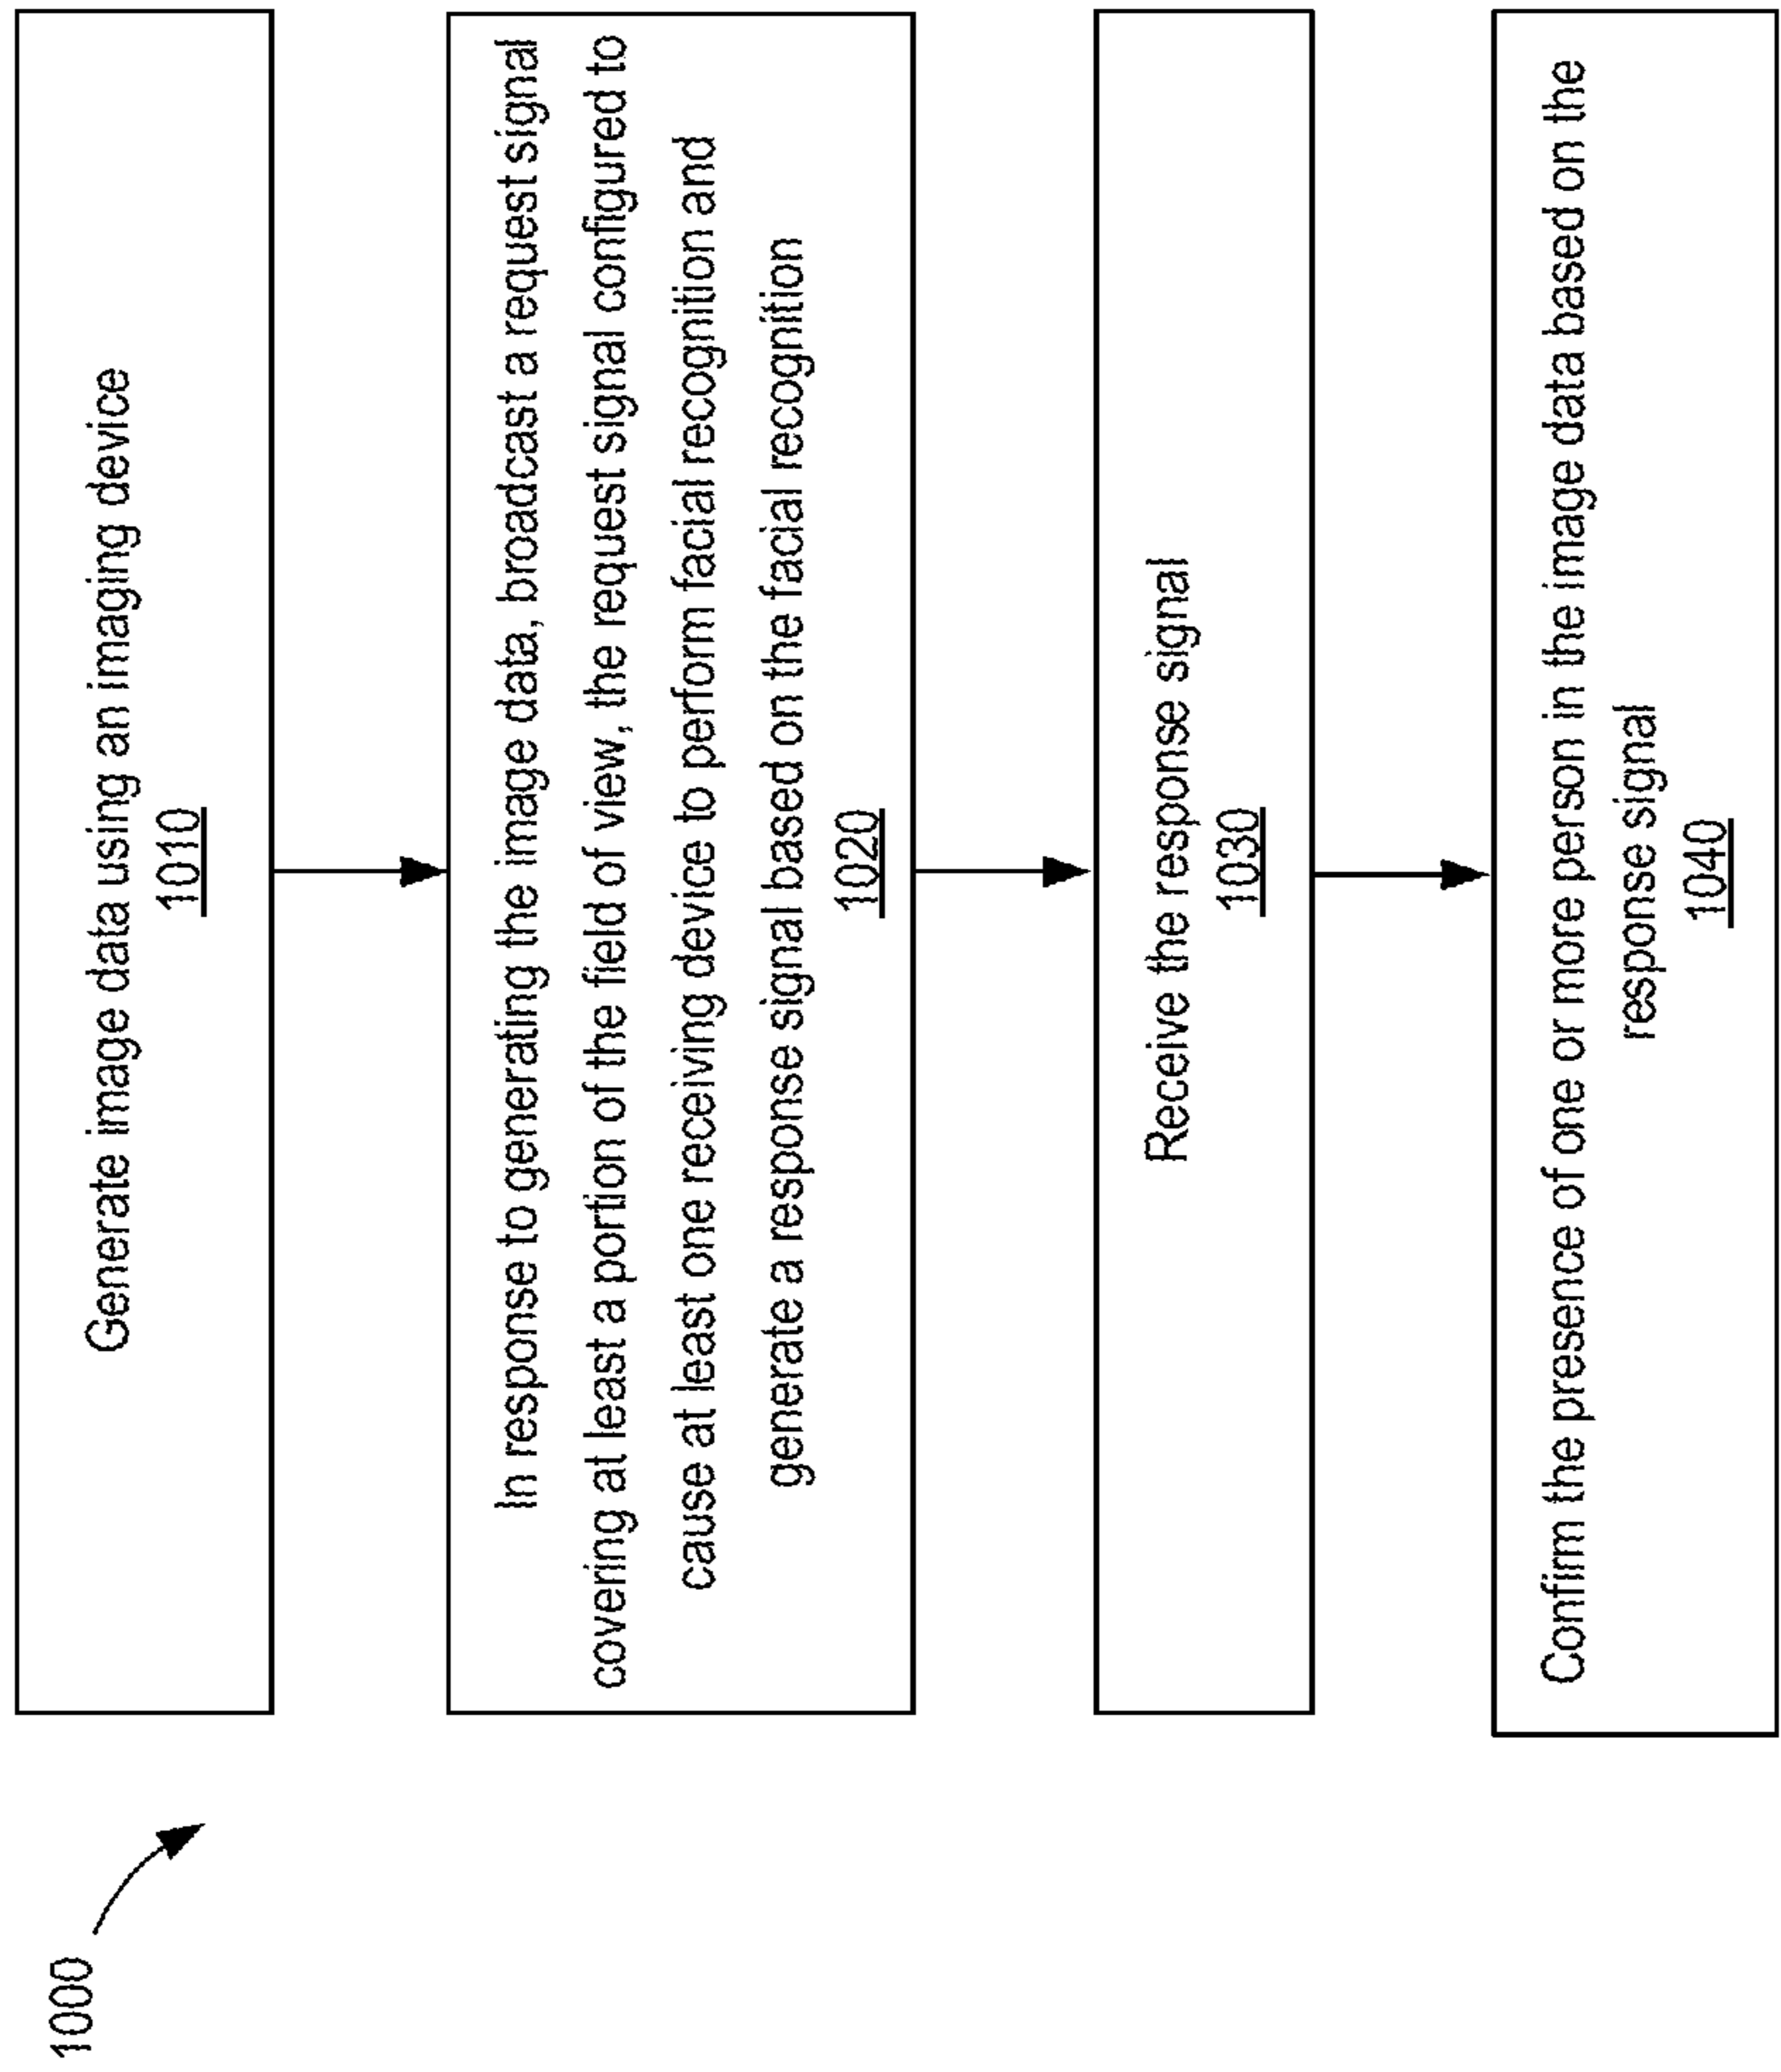 1000
Generate image data using an imaging device
1010
In response to generating the image data, broadcast a request signal
covering at least a portion of the field of view, the request signal configured to
cause at least one receiving device to perform facial recognition and
generate a response signal based on the facial recognition
1020
Receive the response signal
1030
Confirm the presence of one or more person in the image data based on the
response signal
1040